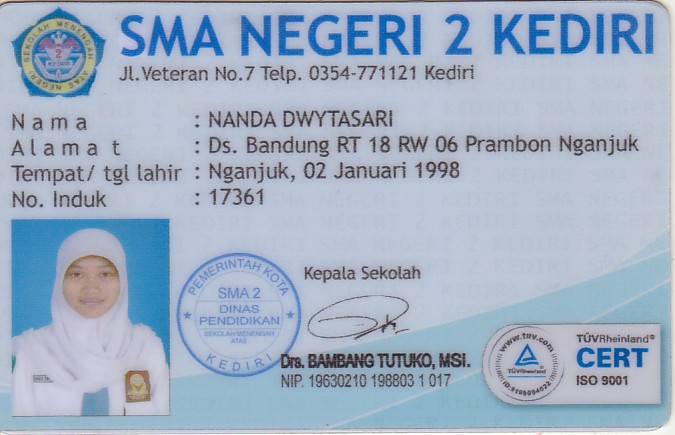 SMA NEGERI 2 KEDIRI
Jl.Veteran No.7 Telp. 0354-771121 Kediri
Nama : NANDA DWYTASARI
Alamat : Ds. Bandung RT 18 RW 06 Prambon Nganjuk
Tempat/ tgl lahir : Nganjuk, 02 Januari 1998
No. Induk : 17361
Kepala Sekolah
PEMERINTAH KOTA
SMA 2
DINAS
PENDIDIKAN
SEKOLAH MENENGAH
ATAS
KEDIRI
Drs. BAMBANG TUTUKO, MSi.
NIP. 19630210 198803 1 017
www.tuv.com
TÜVRheinland
TÜVRheinland®
CERT
ISO 9001
SEKOLAH MENENGAH
ATAS NEGERI
2
KEDIRI